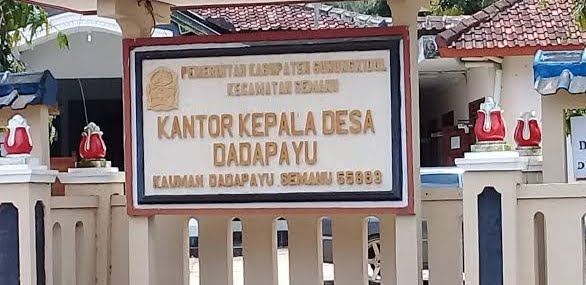 PEMERINTAH KABUPATEN GUNUNGKIDUL
KECAMATAN SEMANU
KANTOR KEPALA DESA
DADAPAYU
KAUMAN DADAPAYU SEMANU 55893